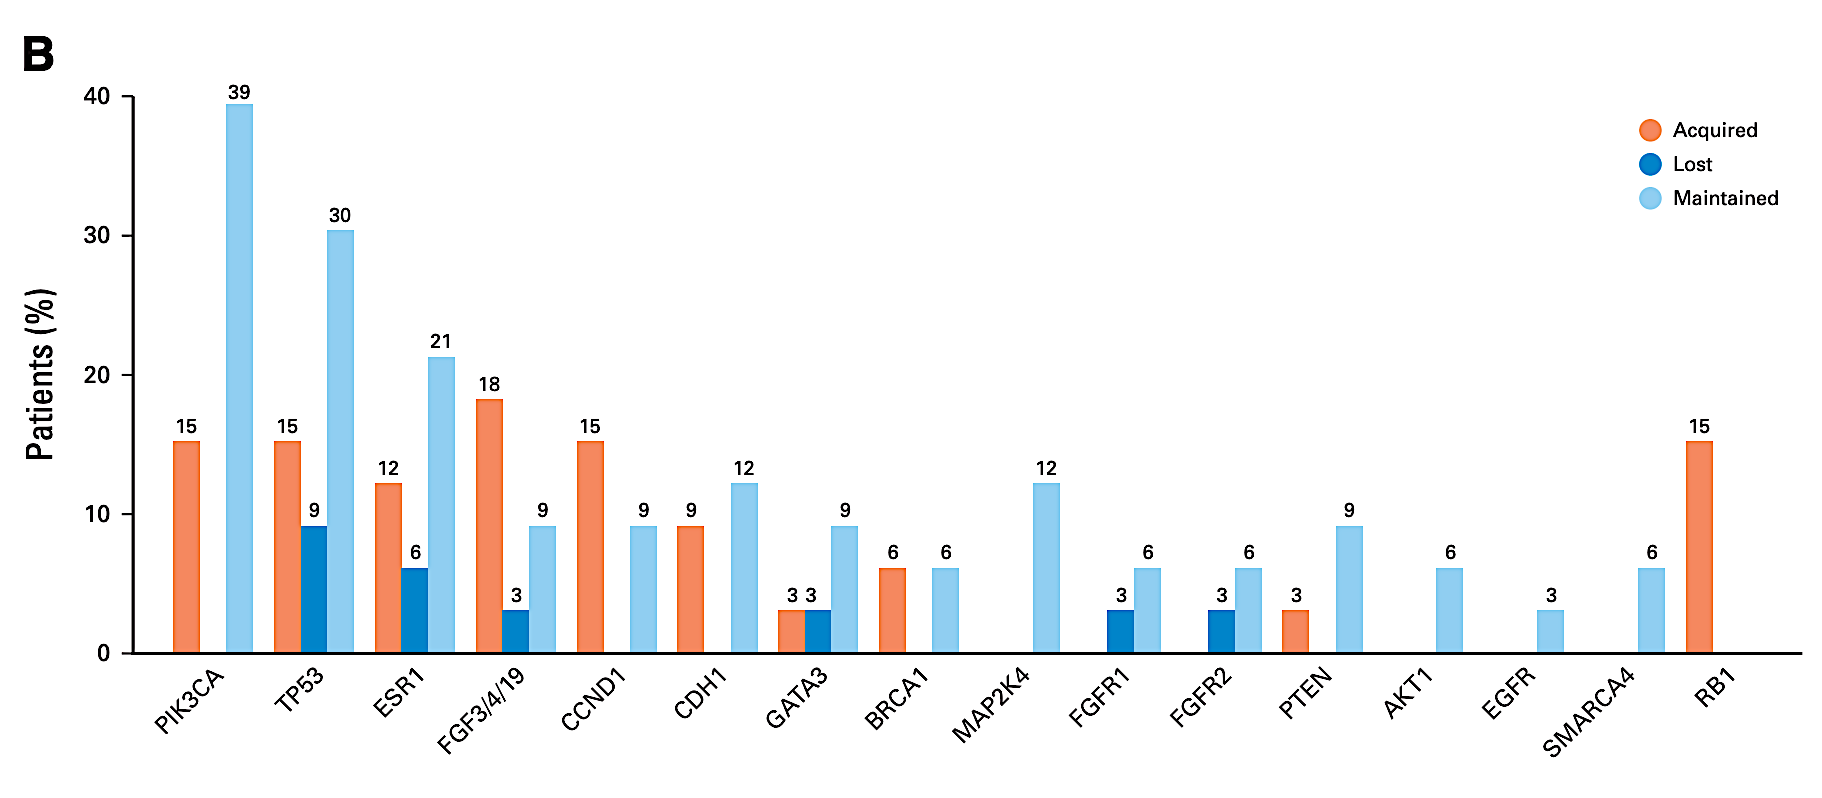 B
Patients (%)
40
30
20
10
0
Acquired
Lost
Maintained
15 39
15 9 30
12 6 21
18 3 9
15 9
9 12
3 3 9
6 6
12
3 6
3 6
3 9
6
3
6
15
PIK3CA
TP53
ESR1
FGF3/4/19
CCND1
CDH1
GATA3
BRCA1
MAP2K4
FGFR1
FGFR2
PTEN
AKT1
EGFR
SMARCA4
RB1